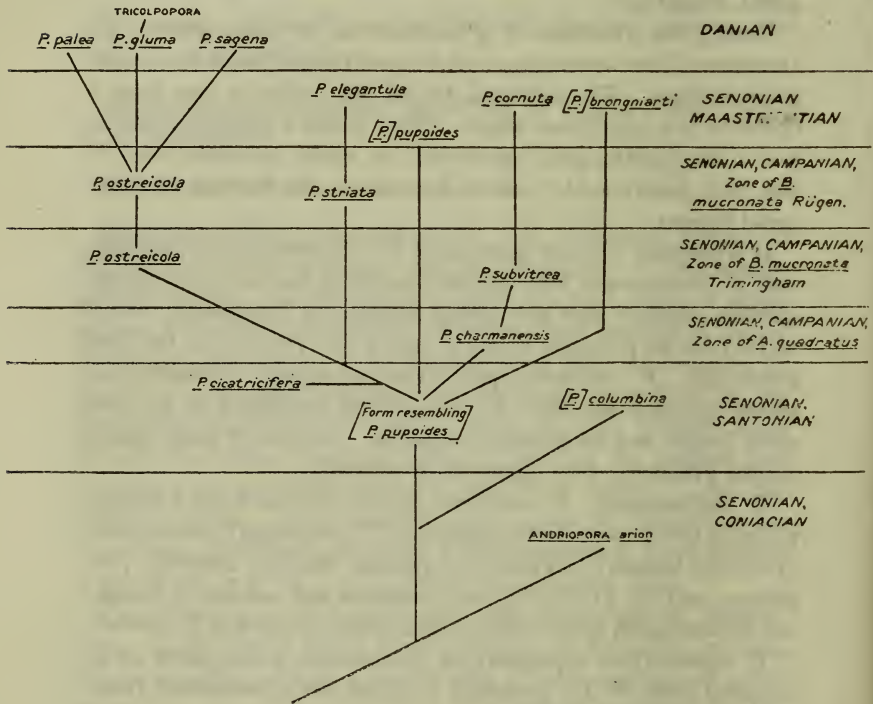 TRICOLPOPORA
P. palea P. gluma P. sagena
DANIAN
P. elegantula
P. cornuta [P.] brongniarti
SENONIAN
[P.] pupoides
P. ostreicola
P. striata
SENONIAN, CAMPANIAN,
Zone of B.
mucronata Rügen.
P. ostreicola
P. subvitrea
SENONIAN, CAMPANIAN,
Zone of B. mucronata
Trimingham
P. charmanensis
SENONIAN, CAMPANIAN,
Zone of A. quadratus
P. cicatricifera
[Form resembling
P. pupoides]
[P.] columbina
SENONIAN,
SANTONIAN
SENONIAN,
CONIACIAN
ANDRIOPORA arion